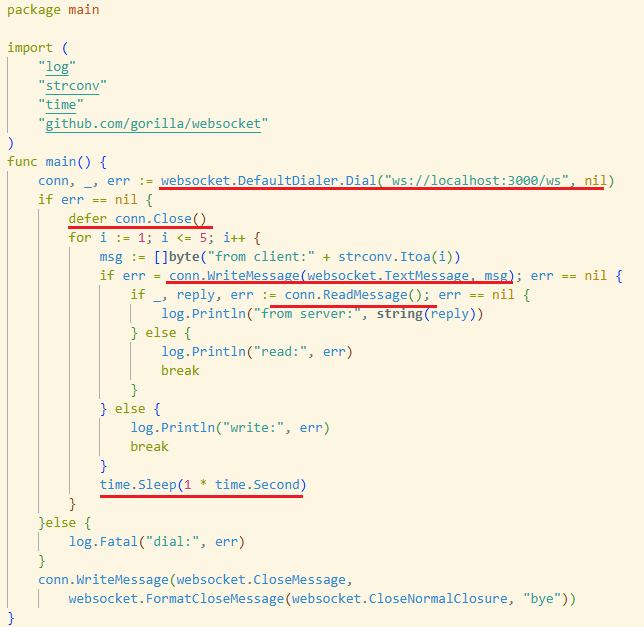 package main

import (
    "log"
    "strconv"
    "time"
    "github.com/gorilla/websocket"
)
func main() {
    conn, _, err := websocket.DefaultDialer.Dial("ws://localhost:3000/ws", nil)
    if err == nil {
        defer conn.Close()
        for i := 1; i <= 5; i++ {
            msg := []byte("from client:" + strconv.Itoa(i))
            if err = conn.WriteMessage(websocket.TextMessage, msg); err == nil {
                if _, reply, err := conn.ReadMessage(); err == nil {
                    log.Println("from server:", string(reply))
                } else {
                    log.Println("read:", err)
                    break
                }
            } else {
                log.Println("write:", err)
                break
            }
            time.Sleep(1 * time.Second)
        }
    }else {
        log.Fatal("dial:", err)
    }
    conn.WriteMessage(websocket.CloseMessage,
        websocket.FormatCloseMessage(websocket.CloseNormalClosure, "bye"))
}